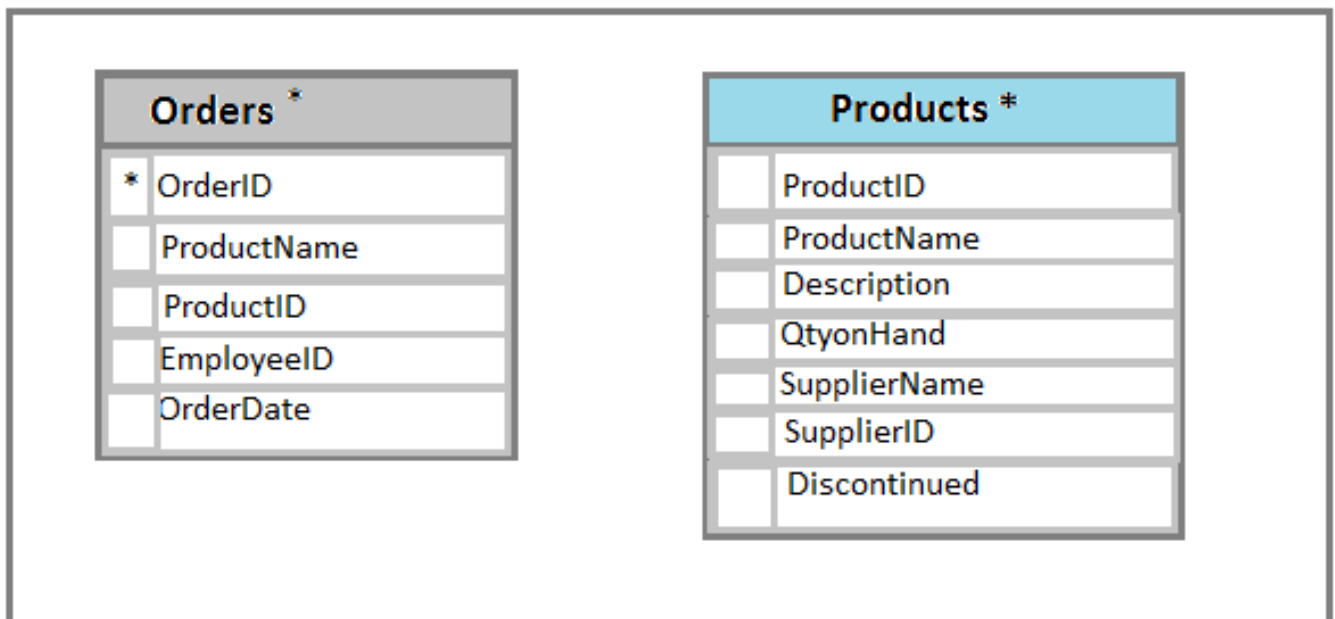 Orders *
* OrderID
ProductName
ProductID
EmployeeID
OrderDate
Products *
ProductID
ProductName
Description
QtyonHand
SupplierName
SupplierID
Discontinued